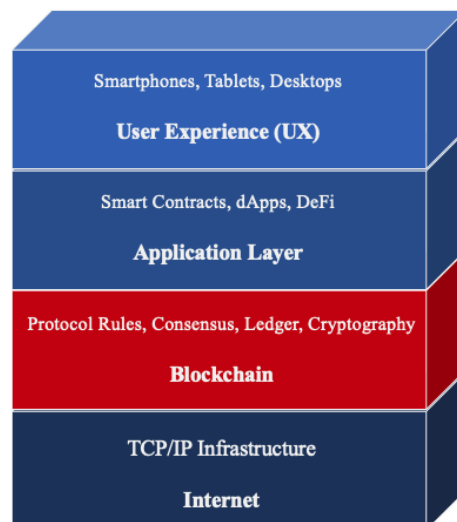 Smartphones, Tablets, Desktops
User Experience (UX)
Smart Contracts, dApps, DeFi
Application Layer
Protocol Rules, Consensus, Ledger, Cryptography
Blockchain
TCP/IP Infrastructure
Internet